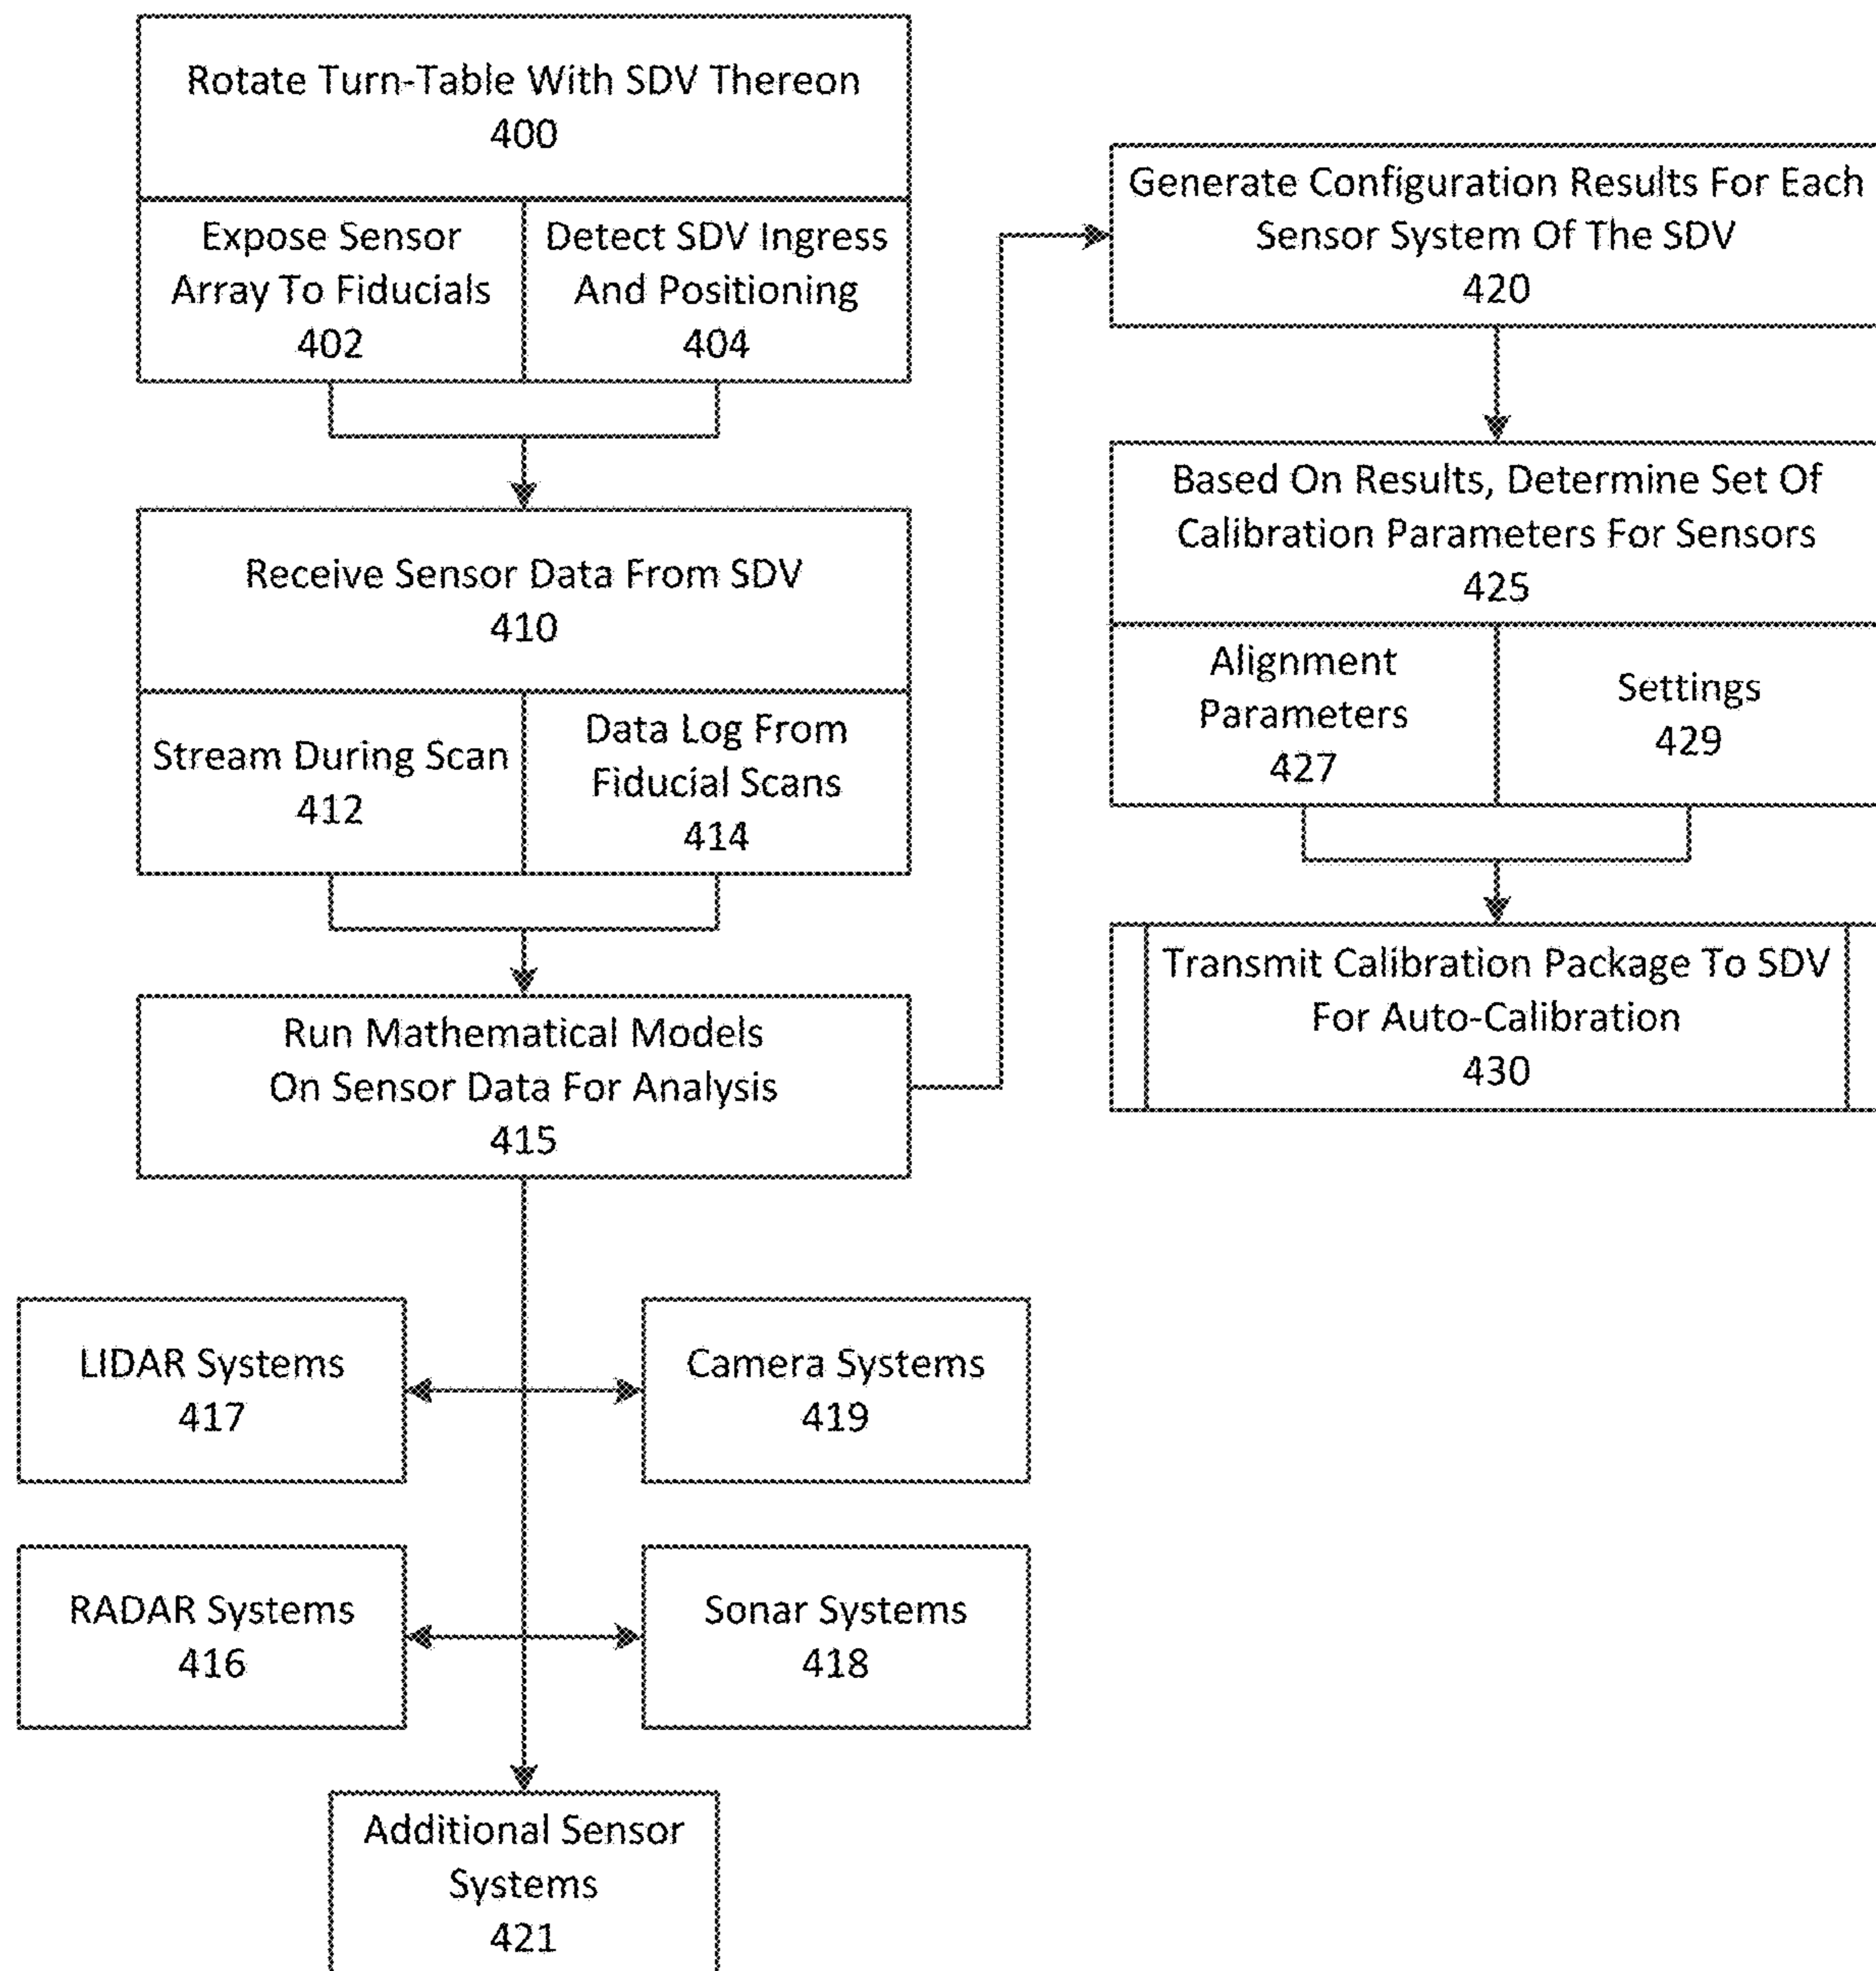 Rotate Turn-Table With SDV Thereon
400
Expose Sensor
Array To Fiducials
402
Detect SDV Ingress
And Positioning
404
Receive Sensor Data From SDV
410
Stream During Scan
412
Data Log From
Fiducial Scans
414
Run Mathematical Models
On Sensor Data For Analysis
415
LIDAR Systems
417
Camera Systems
419
RADAR Systems
416
Sonar Systems
418
Additional Sensor
Systems
421
Generate Configuration Results For Each
Sensor System Of The SDV
420
Based On Results, Determine Set Of
Calibration Parameters For Sensors
425
Alignment
Parameters
427
Settings
429
Transmit Calibration Package To SDV
For Auto-Calibration
430